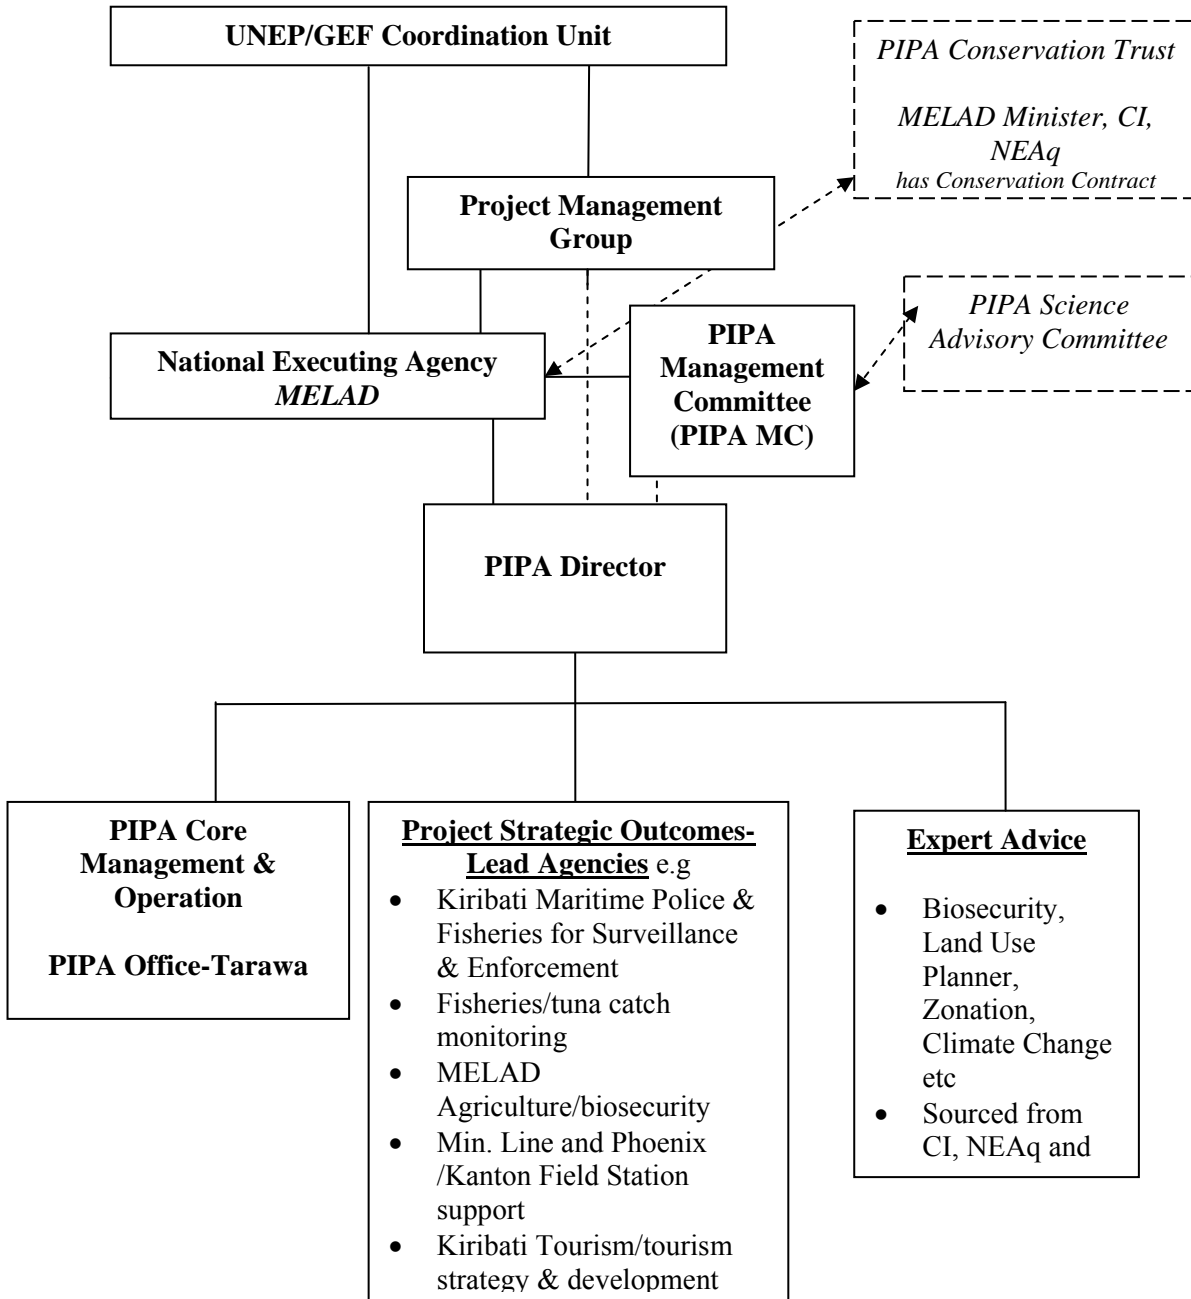 UNEP/GEF Coordination Unit
PIPA Conservation Trust
MELAD Minister, CI,
NEAq
has Conservation Contract
Project Management
Group
PIPA Science
Advisory Committee
National Executing Agency
MELAD
PIPA
Management
Committee
(PIPA MC)
PIPA Director
PIPA Core
Management &
Operation
PIPA Office-Tarawa
Project Strategic Outcomes-
Lead Agencies e.g
• Kiribati Maritime Police &
Fisheries for Surveillance
& Enforcement
• Fisheries/tuna catch
monitoring
• MELAD
Agriculture/biosecurity
• Min. Line and Phoenix
/Kanton Field Station
support
• Kiribati Tourism/tourism
strategy & development
Expert Advice
• Biosecurity,
Land Use
Planner,
Zonation,
Climate Change
etc
• Sourced from
CI, NEAq and